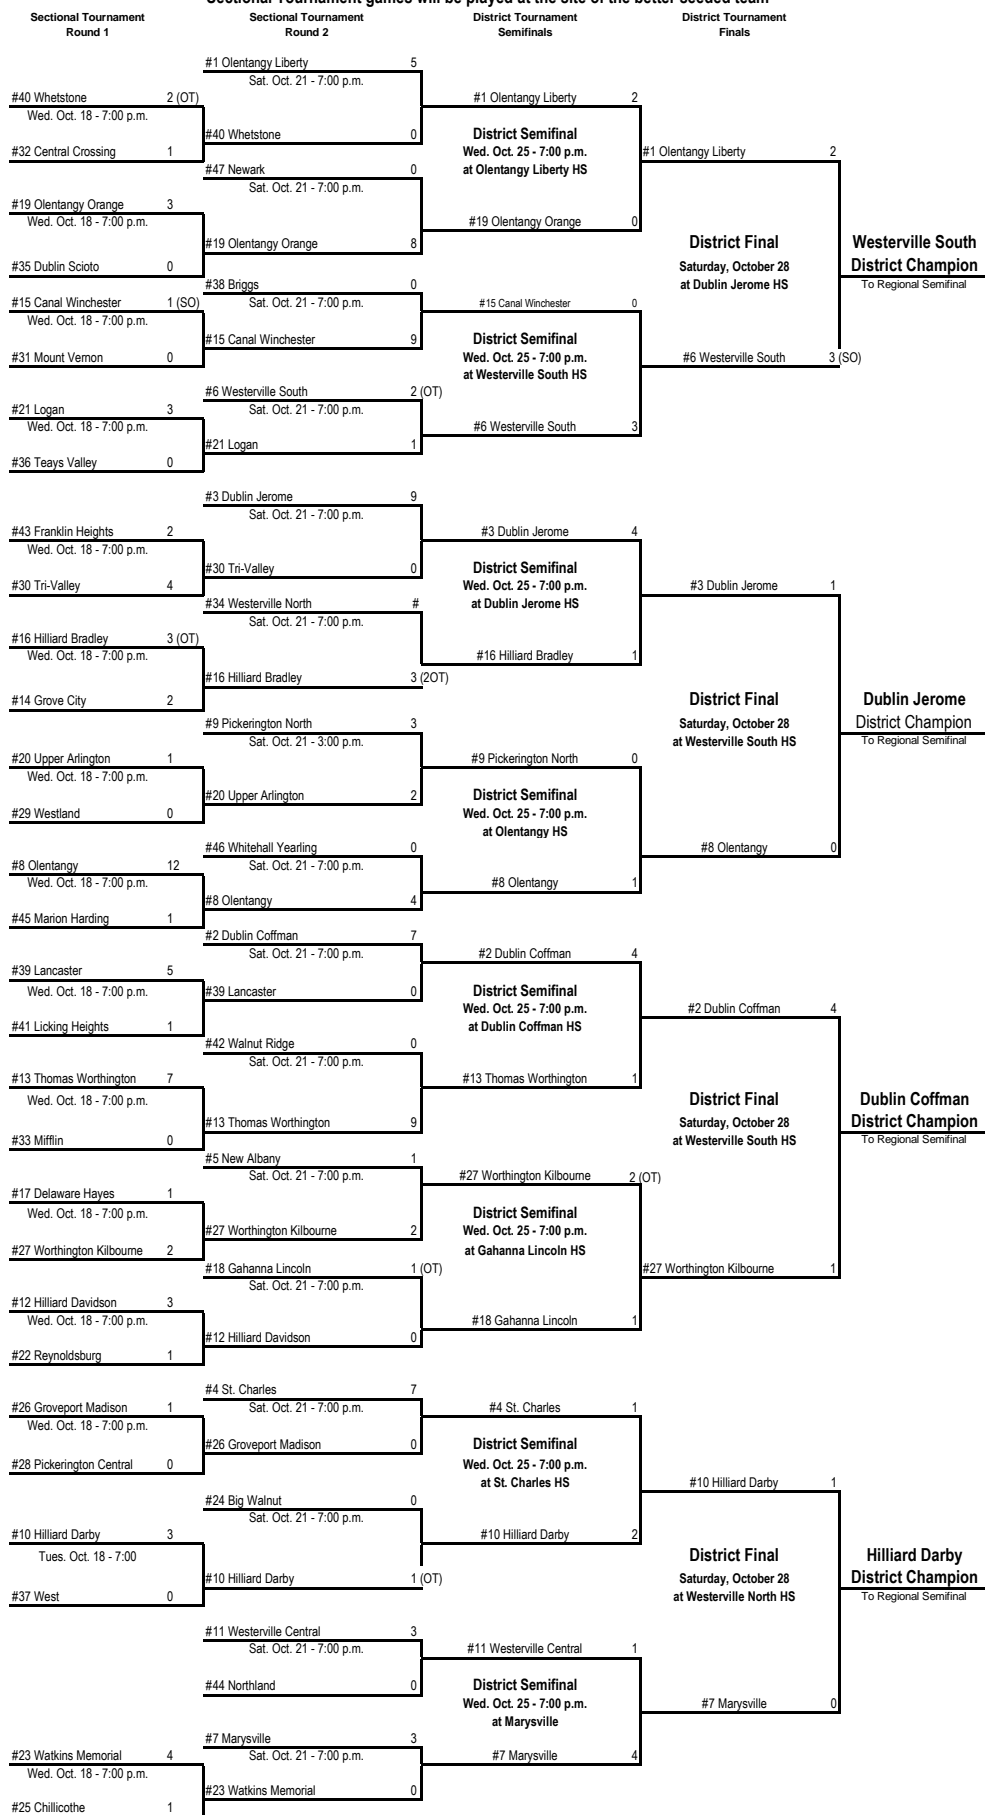 Sectional Tournament games will be played at the site of the better seeded team
Sectional Tournament
Round 1
Sectional Tournament
Round 2
District Tournament
Semifinals
District Tournament
Finals
#1 Olentangy Liberty 5
Sat. Oct. 21 - 7:00 p.m.
#40 Whetstone 2 (OT)
Wed. Oct. 18 - 7:00 p.m.
#1 Olentangy Liberty 2
#40 Whetstone 0
District Semifinal
Wed. Oct. 25 - 7:00 p.m.
at Olentangy Liberty HS
#32 Central Crossing 1
#1 Olentangy Liberty 2
#47 Newark 0
Sat. Oct. 21 - 7:00 p.m.
#19 Olentangy Orange 3
Wed. Oct. 18 - 7:00 p.m.
#19 Olentangy Orange 0
#19 Olentangy Orange 8
District Final
Saturday, October 28
at Dublin Jerome HS
Westerville South
District Champion
To Regional Semifinal
#35 Dublin Scioto 0
#38 Briggs 0
Sat. Oct. 21 - 7:00 p.m.
#15 Canal Winchester 1 (SO)
Wed. Oct. 18 - 7:00 p.m.
#15 Canal Winchester 0
#15 Canal Winchester 9
District Semifinal
Wed. Oct. 25 - 7:00 p.m.
at Westerville South HS
#31 Mount Vernon 0
#6 Westerville South 3 (SO)
#6 Westerville South 2 (OT)
Sat. Oct. 21 - 7:00 p.m.
#21 Logan 3
Wed. Oct. 18 - 7:00 p.m.
#6 Westerville South 3
#21 Logan 1
#36 Teays Valley 0
#3 Dublin Jerome 9
Sat. Oct. 21 - 7:00 p.m.
#43 Franklin Heights 2
Wed. Oct. 18 - 7:00 p.m.
#3 Dublin Jerome 4
#30 Tri-Valley 0
District Semifinal
Wed. Oct. 25 - 7:00 p.m.
at Dublin Jerome HS
#30 Tri-Valley 4
#3 Dublin Jerome 1
#34 Westerville North #
Sat. Oct. 21 - 7:00 p.m.
#16 Hilliard Bradley 3 (OT)
Wed. Oct. 18 - 7:00 p.m.
#16 Hilliard Bradley 1
#16 Hilliard Bradley 3 (2OT)
#14 Grove City 2
District Final
Saturday, October 28
at Westerville South HS
Dublin Jerome
District Champion
To Regional Semifinal
#9 Pickerington North 3
Sat. Oct. 21 - 3:00 p.m.
#20 Upper Arlington 1
Wed. Oct. 18 - 7:00 p.m.
#9 Pickerington North 0
#20 Upper Arlington 2
District Semifinal
Wed. Oct. 25 - 7:00 p.m.
at Olentangy HS
#29 Westland 0
#46 Whitehall Yearling 0
Sat. Oct. 21 - 7:00 p.m.
#8 Olentangy 0
#8 Olentangy 12
Wed. Oct. 18 - 7:00 p.m.
#8 Olentangy 1
#8 Olentangy 4
#45 Marion Harding 1
#2 Dublin Coffman 7
Sat. Oct. 21 - 7:00 p.m.
#2 Dublin Coffman 4
#39 Lancaster 5
Wed. Oct. 18 - 7:00 p.m.
#39 Lancaster 0
District Semifinal
Wed. Oct. 25 - 7:00 p.m.
at Dublin Coffman HS
#2 Dublin Coffman 4
#41 Licking Heights 1
#42 Walnut Ridge 0
Sat. Oct. 21 - 7:00 p.m.
#13 Thomas Worthington 7
Wed. Oct. 18 - 7:00 p.m.
#13 Thomas Worthington 1
#13 Thomas Worthington 9
District Final
Saturday, October 28
at Westerville South HS
Dublin Coffman
District Champion
To Regional Semifinal
#33 Mifflin 0
#5 New Albany 1
Sat. Oct. 21 - 7:00 p.m.
#27 Worthington Kilbourne 2 (OT)
#17 Delaware Hayes 1
Wed. Oct. 18 - 7:00 p.m.
#27 Worthington Kilbourne 2
District Semifinal
Wed. Oct. 25 - 7:00 p.m.
at Gahanna Lincoln HS
#27 Worthington Kilbourne 2
#18 Gahanna Lincoln 1 (OT)
Sat. Oct. 21 - 7:00 p.m.
#27 Worthington Kilbourne 1
#12 Hilliard Davidson 3
Wed. Oct. 18 - 7:00 p.m.
#18 Gahanna Lincoln 1
#12 Hilliard Davidson 0
#22 Reynoldsburg 1
#4 St. Charles 7
Sat. Oct. 21 - 7:00 p.m.
#26 Groveport Madison 1
Wed. Oct. 18 - 7:00 p.m.
#4 St. Charles 1
#26 Groveport Madison 0
District Semifinal
Wed. Oct. 25 - 7:00 p.m.
at St. Charles HS
#28 Pickerington Central 0
#10 Hilliard Darby 1
#24 Big Walnut 0
Sat. Oct. 21 - 7:00 p.m.
#10 Hilliard Darby 3
Tues. Oct. 18 - 7:00
#10 Hilliard Darby 2
#10 Hilliard Darby 1 (OT)
#37 West 0
District Final
Saturday, October 28
at Westerville North HS
Hilliard Darby
District Champion
To Regional Semifinal
#11 Westerville Central 3
Sat. Oct. 21 - 7:00 p.m.
#11 Westerville Central 1
#44 Northland 0
District Semifinal
Wed. Oct. 25 - 7:00 p.m.
at Marysville
#7 Marysville 0
#7 Marysville 3
Sat. Oct. 21 - 7:00 p.m.
#23 Watkins Memorial 4
Wed. Oct. 18 - 7:00 p.m.
#7 Marysville 4
#23 Watkins Memorial 0
#25 Chillicothe 1